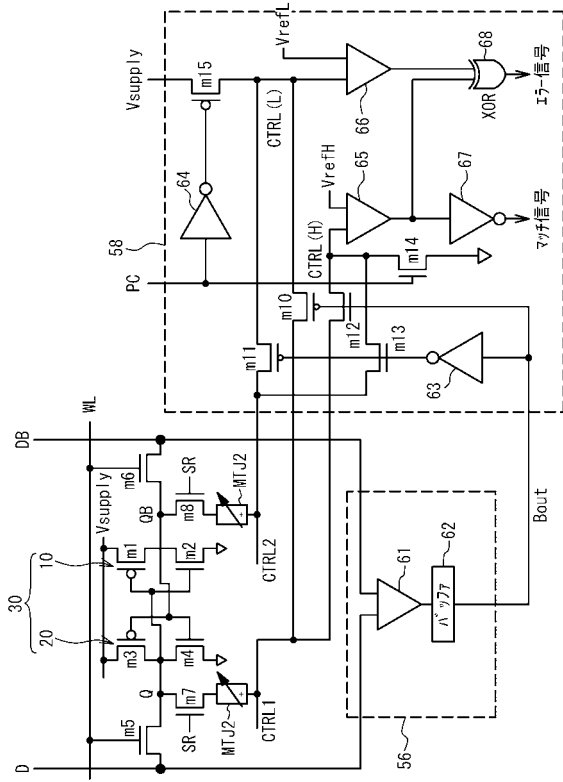 58
Vsupply
PC
64
m15
VrefL
CTRL(L)
66
VrefH
65
CTRL(H)
XOR
68
67
m14
エラー信号
マッチ信号
m10
m11
m12
m13
63
WL
DB
D
Vsupply
30
10
20
m1
m2
m3
m4
m5
m6
Q
QB
m7
m8
SR
SR
MTJ2
MTJ2
+
+
CTRL1
CTRL2
61
62
バッファ
56
Bout